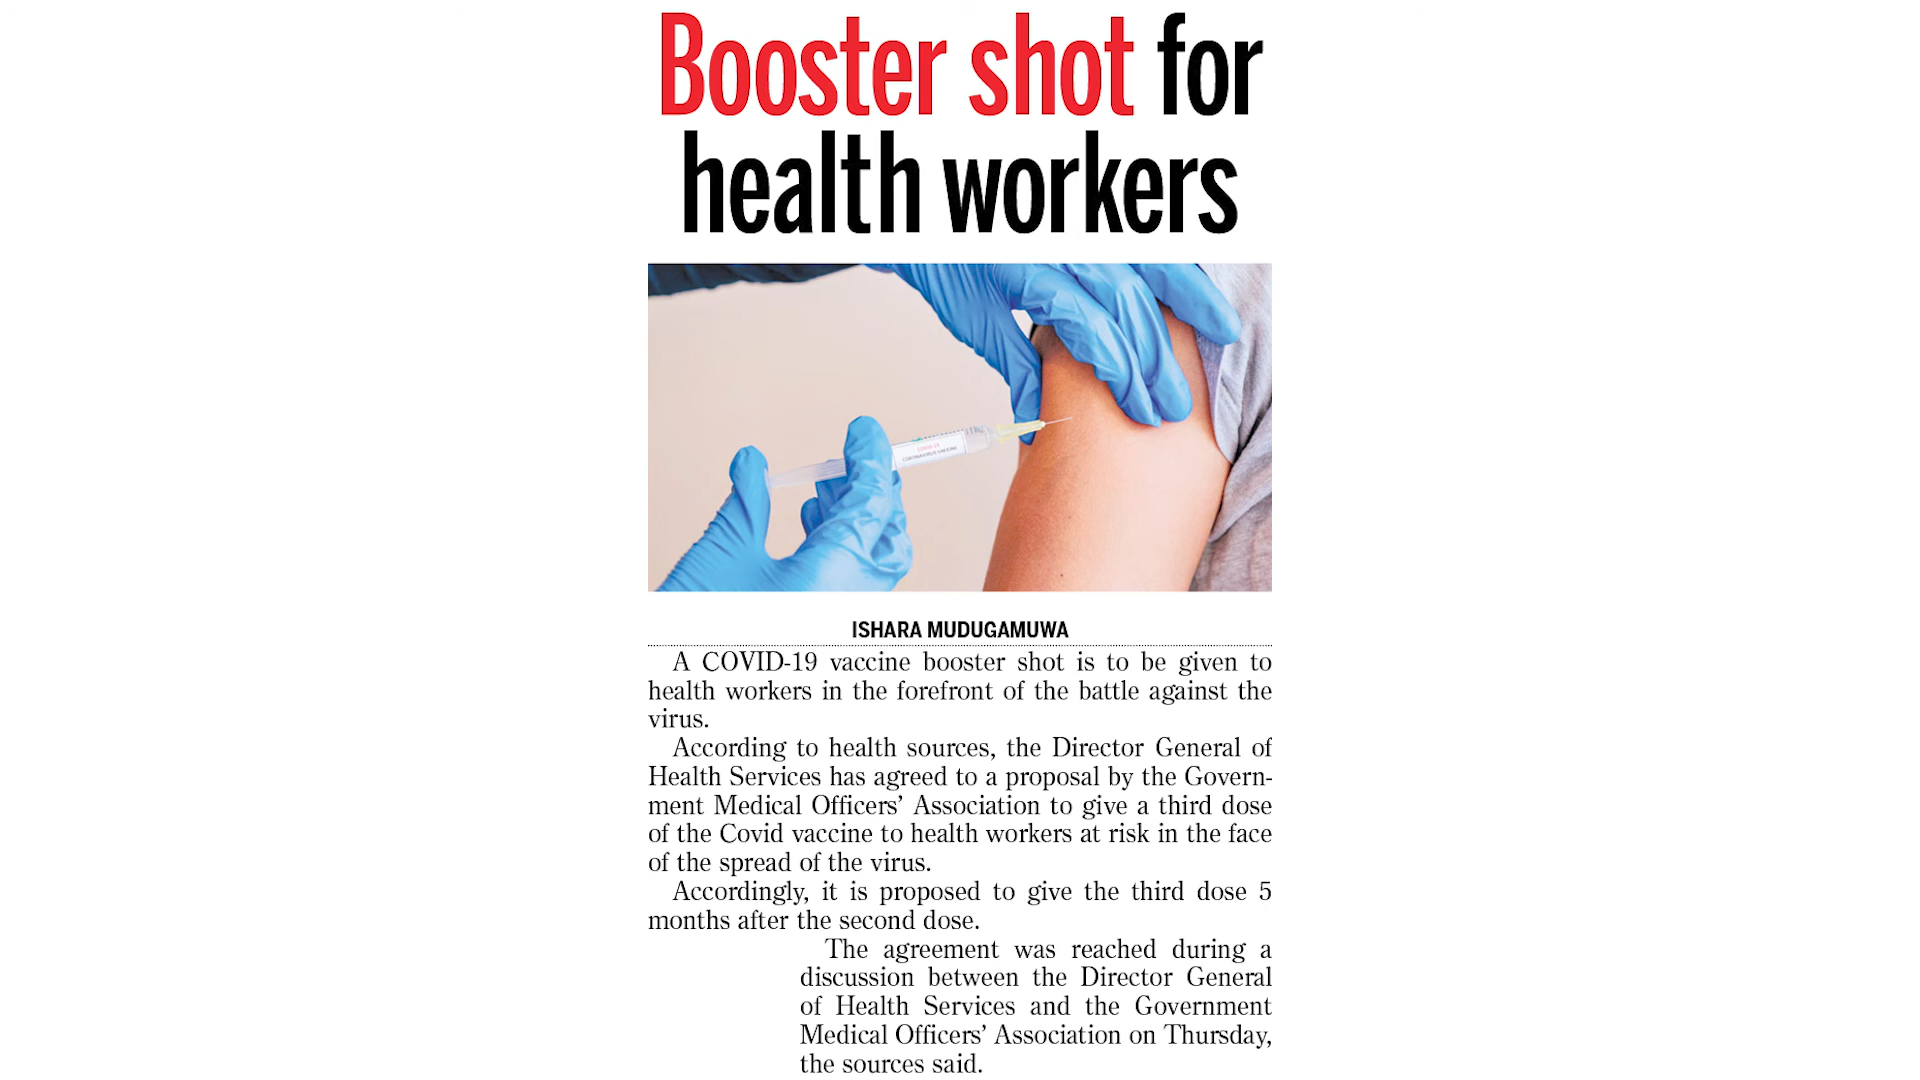 Booster shot for
health workers
COVID-19
CORONAVIRUS VACCINE
ISHARA MUDUGAMUWA
A COVID-19 vaccine booster shot is to be given to
health workers in the forefront of the battle against the
virus.
According to health sources, the Director General of
Health Services has agreed to a proposal by the Govern-
ment Medical Officers’ Association to give a third dose
of the Covid vaccine to health workers at risk in the face
of the spread of the virus.
Accordingly, it is proposed to give the third dose 5
months after the second dose.
The agreement was reached during a
discussion between the Director General
of Health Services and the Government
Medical Officers’ Association on Thursday,
the sources said.